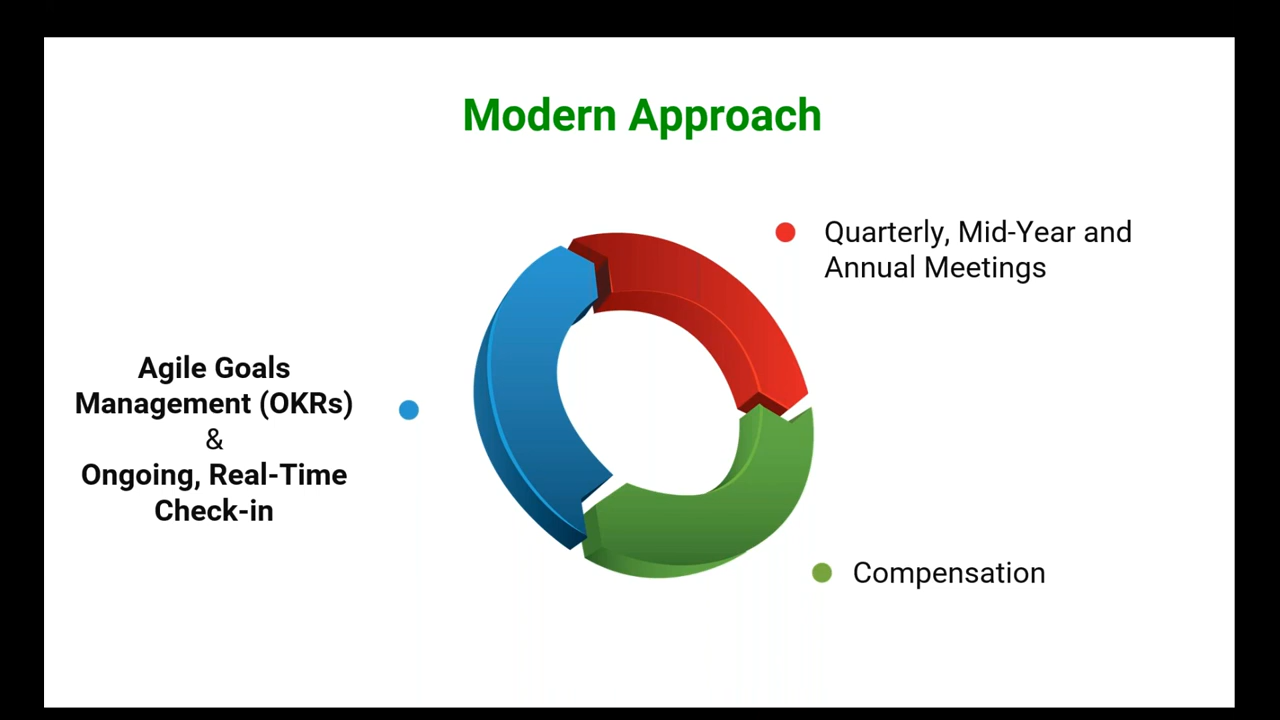 Modern Approach
Quarterly, Mid-Year and
Annual Meetings
Agile Goals
Management (OKRs)
&
Ongoing, Real-Time
Check-in
Compensation